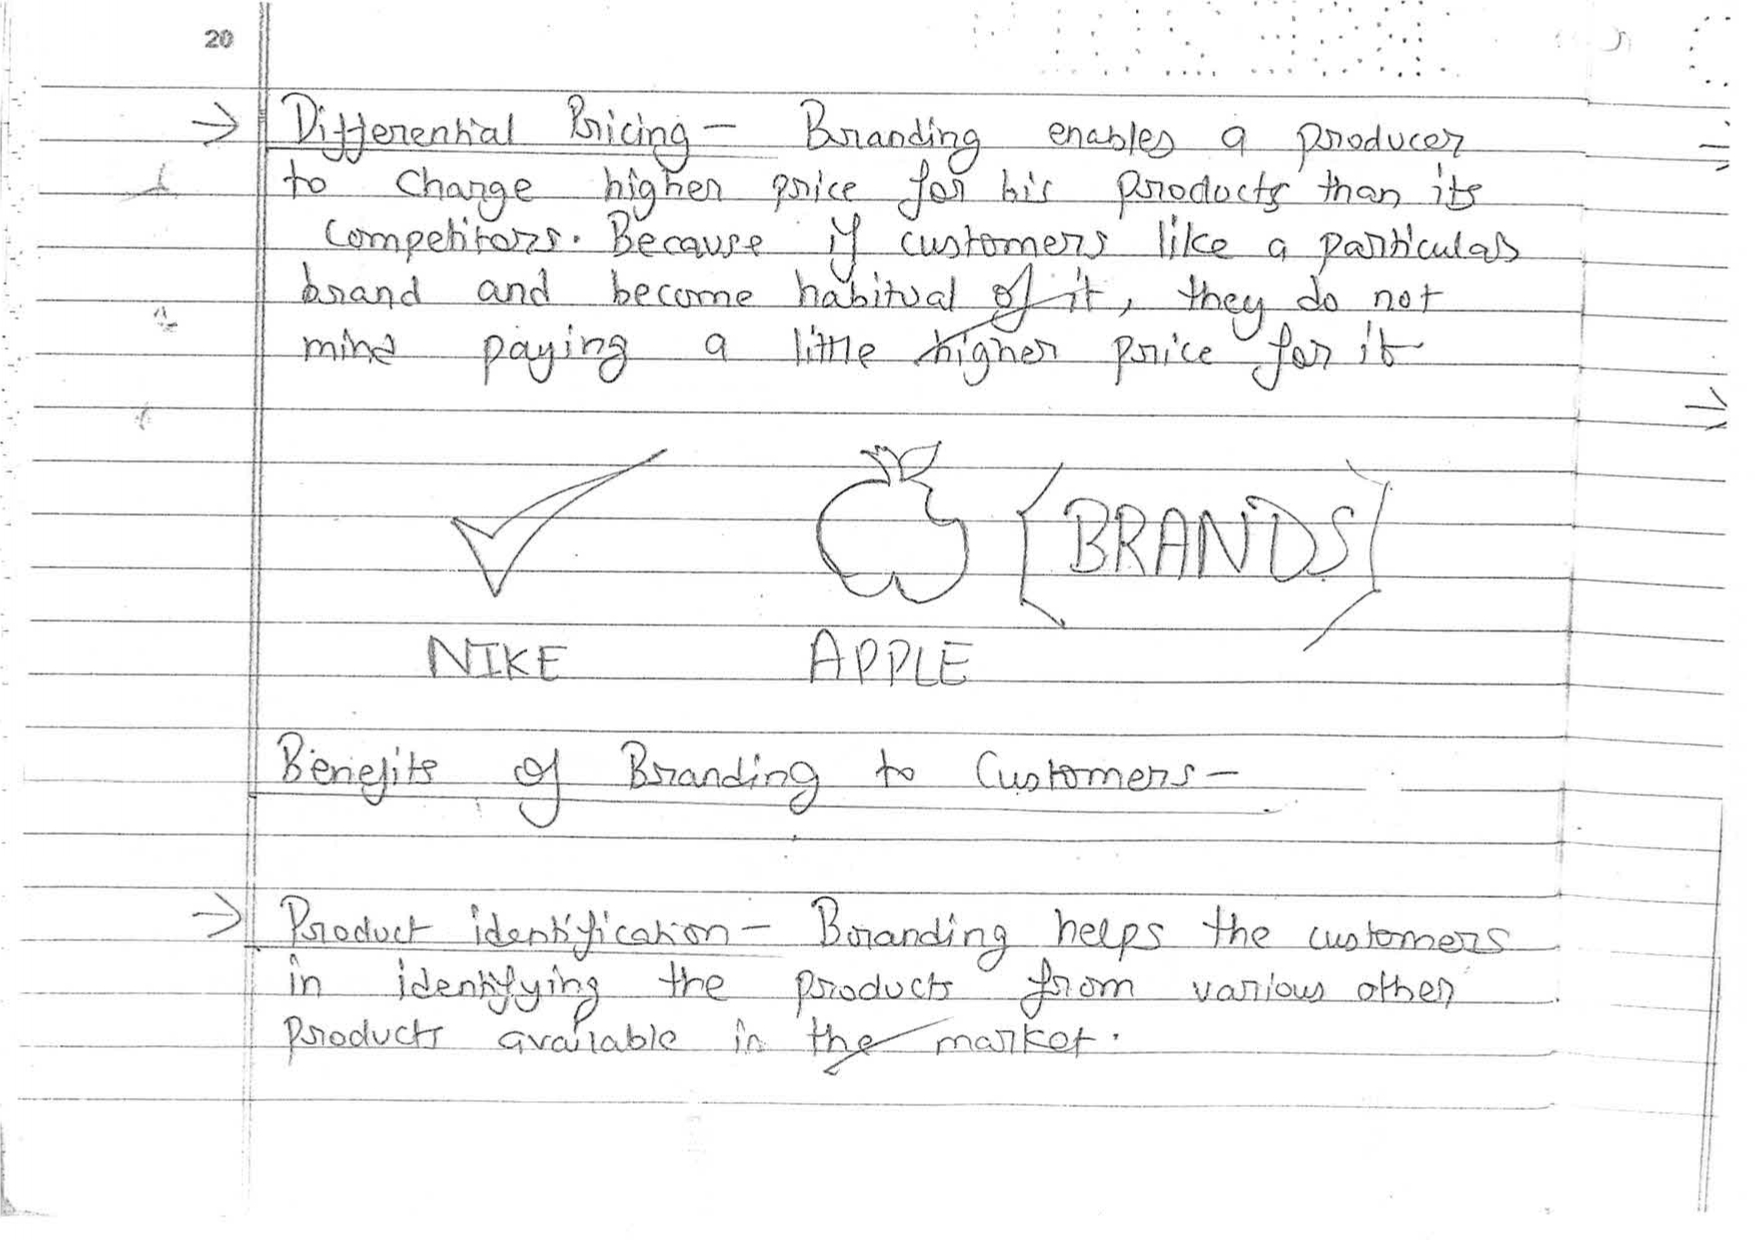 20
→ Differential Pricing - Branding enables a producer
to charge higher price for his products than its
competitors. Because if customers like a particular
brand and become habitual of it, they do not
mind paying a little higher price for it
{BRANDS}
NIKE APPLE
Benefits of Branding to Customers -
→ Product identification - Branding helps the customers
in identifying the products from various other
products available in the market.